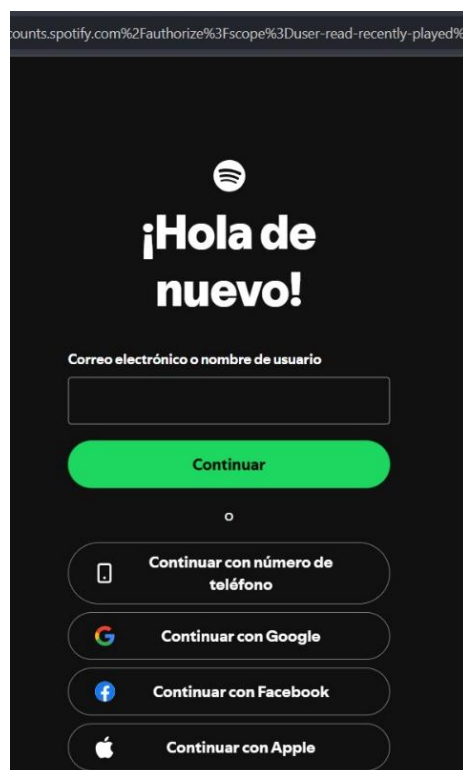 counts.spotify.com%2Fauthorize%3Fscope%3Duser-read-recently-played%
¡Hola de
nuevo!
Correo electrónico o nombre de usuario
Continuar
o
Continuar con número de
teléfono
Continuar con Google
Continuar con Facebook
Continuar con Apple